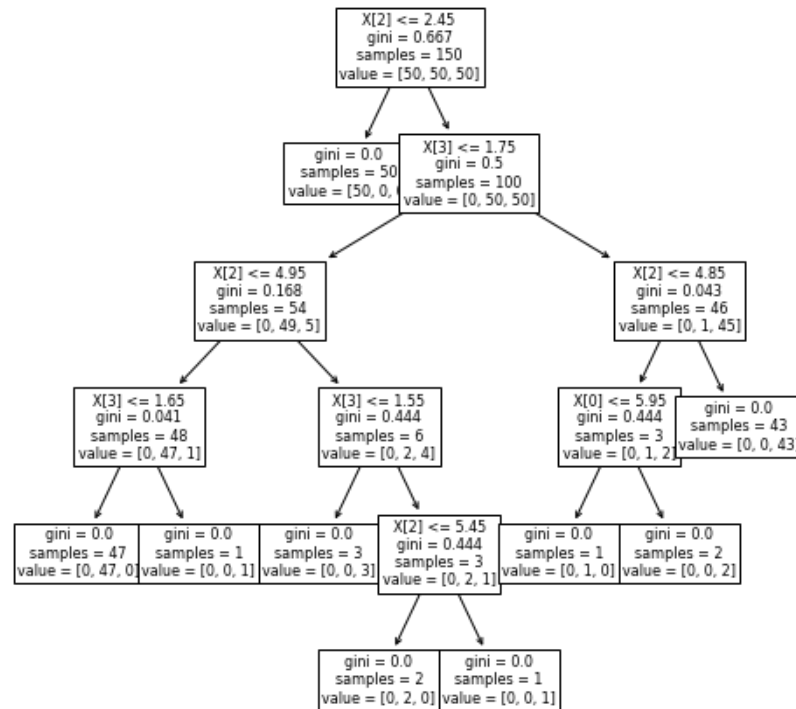 X[2] <= 2.45
gini = 0.667
samples = 150
value = [50, 50, 50]
gini = 0.0
samples = 50
value = [50, 0,
X[3] <= 1.75
gini = 0.5
samples = 100
value = [0, 50, 50]
X[2] <= 4.95
gini = 0.168
samples = 54
value = [0, 49, 5]
X[2] <= 4.85
gini = 0.043
samples = 46
value = [0, 1, 45]
X[3] <= 1.65
gini = 0.041
samples = 48
value = [0, 47, 1]
X[3] <= 1.55
gini = 0.444
samples = 6
value = [0, 2, 4]
X[0] <= 5.95
gini = 0.444
samples = 3
value = [0, 1, 2]
gini = 0.0
samples = 43
value = [0, 0, 43]
gini = 0.0
samples = 47
value = [0, 47, 0]
gini = 0.0
samples = 1
value = [0, 0, 1]
gini = 0.0
samples = 3
value = [0, 0, 3]
X[2] <= 5.45
gini = 0.444
samples = 3
value = [0, 2, 1]
gini = 0.0
samples = 1
value = [0, 1, 0]
gini = 0.0
samples = 2
value = [0, 0, 2]
gini = 0.0
samples = 2
value = [0, 2, 0]
gini = 0.0
samples = 1
value = [0, 0, 1]